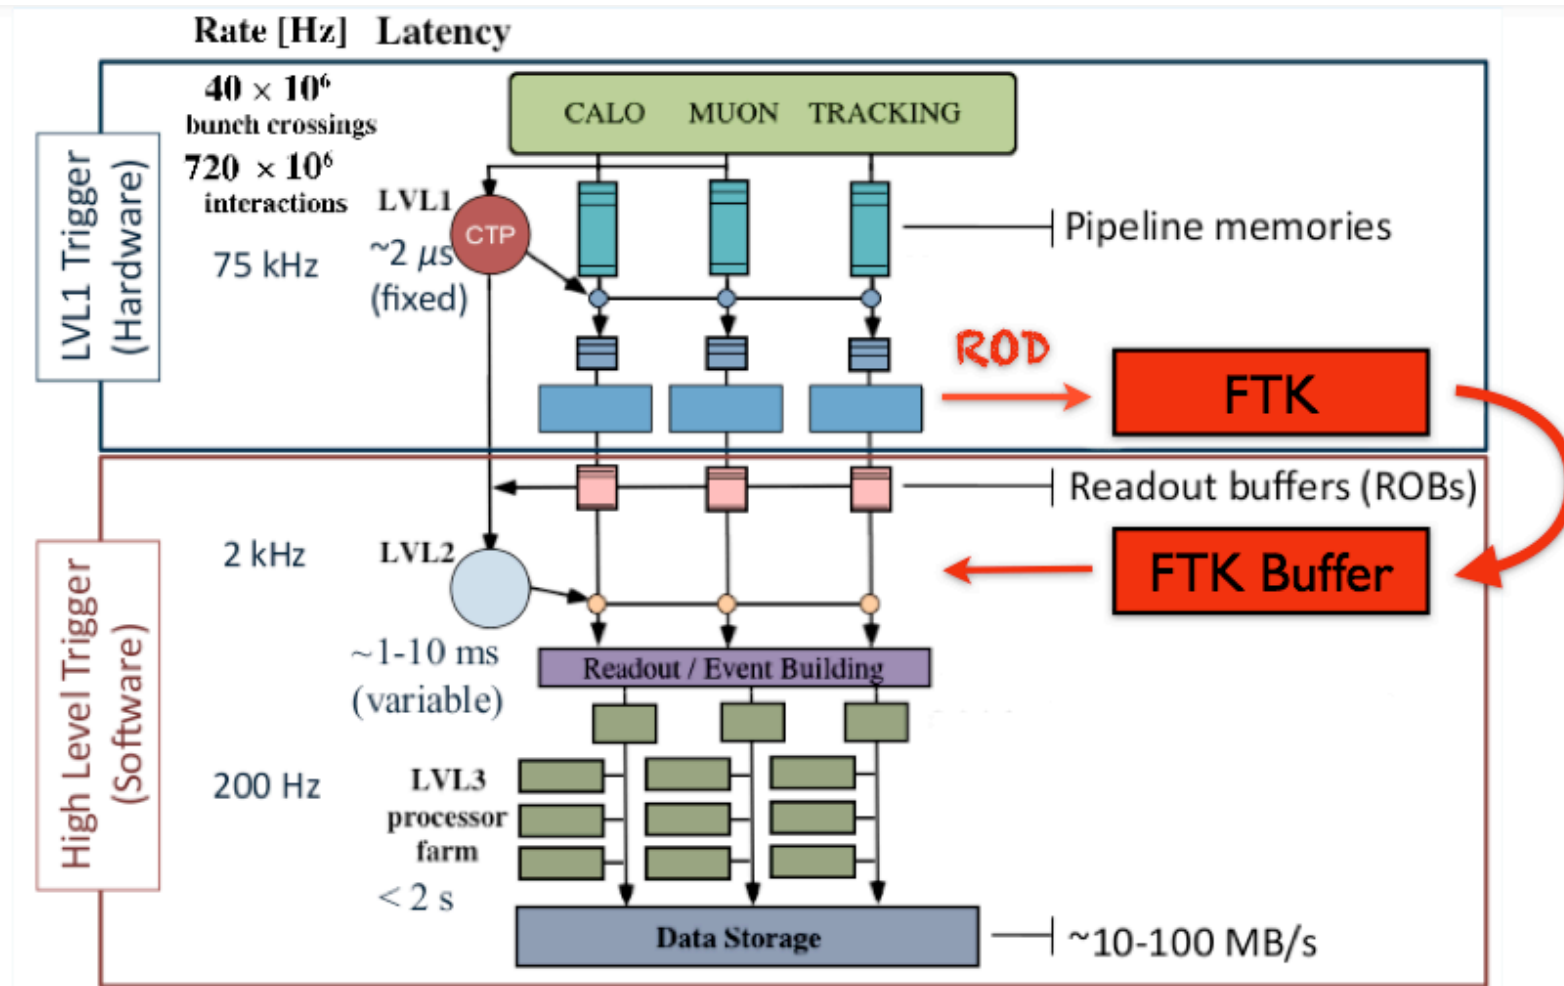 Rate [Hz] Latency
40 × 10⁶
bunch crossings
720 × 10⁶
interactions
75 kHz
LVL1 Trigger
(Hardware)
CALO MUON TRACKING
LVL1
CTP
~2 μs
(fixed)
Pipeline memories
ROD
FTK
High Level Trigger
(Software)
Readout buffers (ROBs)
2 kHz
LVL2
FTK Buffer
~1-10 ms
(variable)
Readout / Event Building
200 Hz
LVL3
processor
farm
< 2 s
Data Storage
~10-100 MB/s